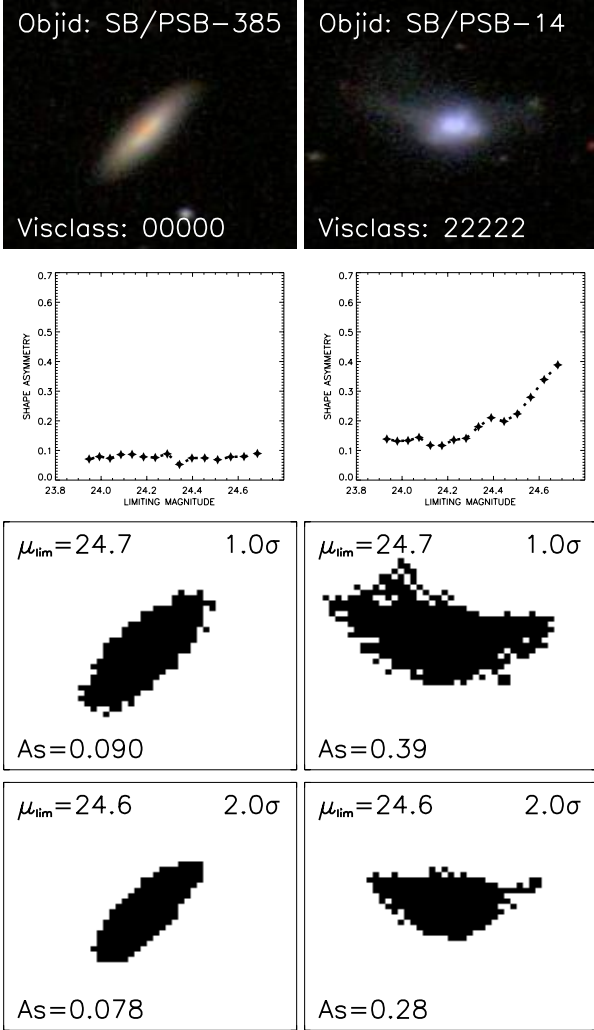 Objid: SB/PSB−385
Visclass: 00000
Objid: SB/PSB−14
Visclass: 22222
SHAPE ASYMMETRY
0.7
0.6
0.5
0.4
0.3
0.2
0.1
0.0
23.8 24.0 24.2 24.4 24.6
LIMITING MAGNITUDE
SHAPE ASYMMETRY
0.7
0.6
0.5
0.4
0.3
0.2
0.1
0.0
23.8 24.0 24.2 24.4 24.6
LIMITING MAGNITUDE
μlim=24.7 1.0σ
As=0.090
μlim=24.7 1.0σ
As=0.39
μlim=24.6 2.0σ
As=0.078
μlim=24.6 2.0σ
As=0.28